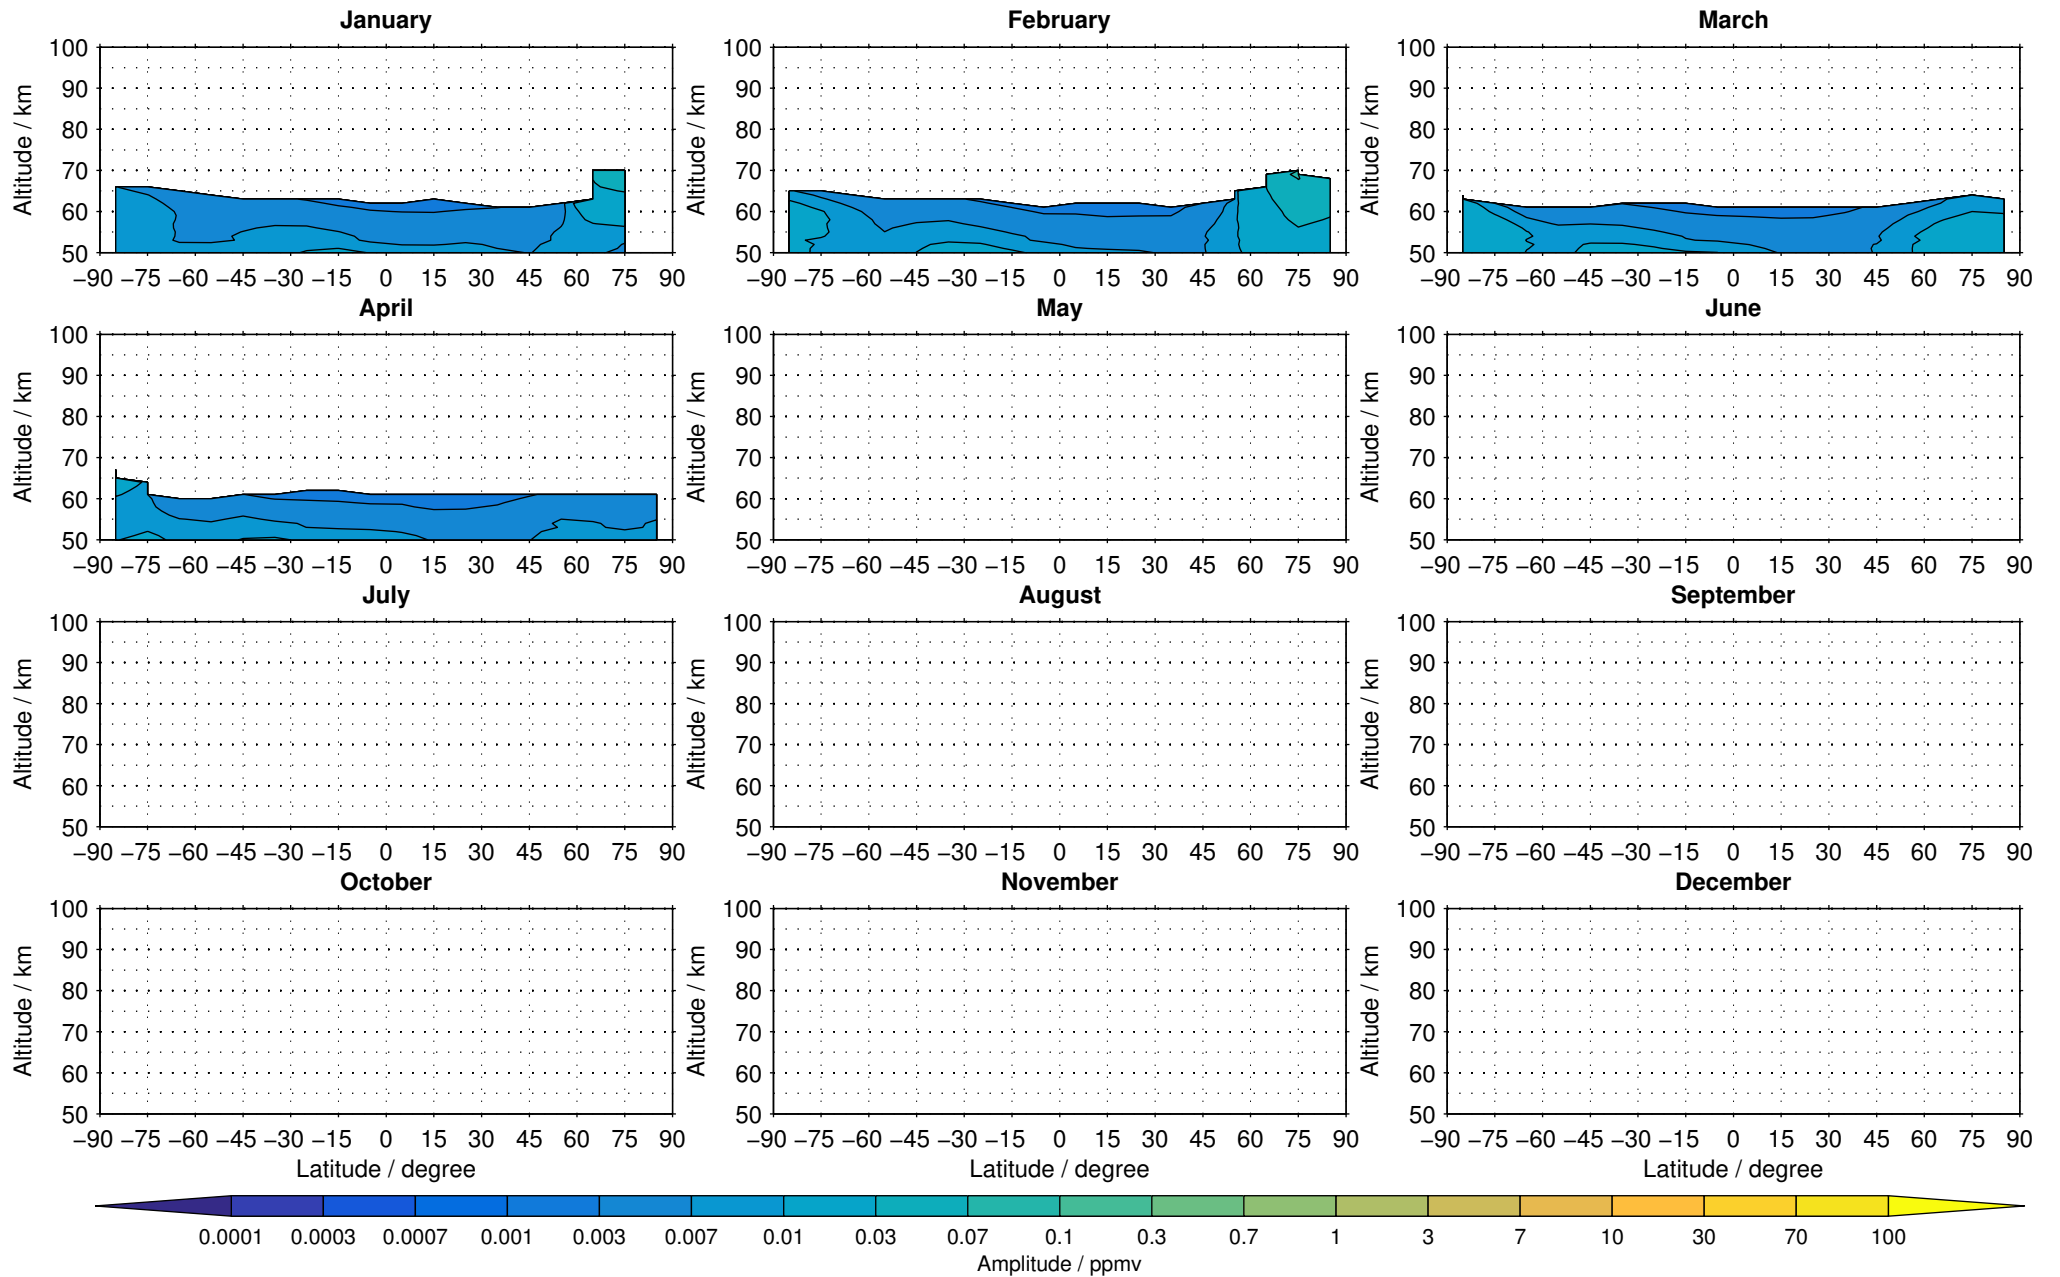 January February March
100 100 100
90 90 90
80 80 80
70 70 70
60 60 60
50 50 50
Altitude / km Altitude / km Altitude / km
−90 −75 −60 −45 −30 −15 0 15 30 45 60 75 90 −90 −75 −60 −45 −30 −15 0 15 30 45 60 75 90 −90 −75 −60 −45 −30 −15 0 15 30 45 60 75 90
April May June
100 100 100
90 90 90
80 80 80
70 70 70
60 60 60
50 50 50
Altitude / km Altitude / km Altitude / km
−90 −75 −60 −45 −30 −15 0 15 30 45 60 75 90 −90 −75 −60 −45 −30 −15 0 15 30 45 60 75 90 −90 −75 −60 −45 −30 −15 0 15 30 45 60 75 90
July August September
100 100 100
90 90 90
80 80 80
70 70 70
60 60 60
50 50 50
Altitude / km Altitude / km Altitude / km
−90 −75 −60 −45 −30 −15 0 15 30 45 60 75 90 −90 −75 −60 −45 −30 −15 0 15 30 45 60 75 90 −90 −75 −60 −45 −30 −15 0 15 30 45 60 75 90
October November December
100 100 100
90 90 90
80 80 80
70 70 70
60 60 60
50 50 50
Altitude / km Altitude / km Altitude / km
−90 −75 −60 −45 −30 −15 0 15 30 45 60 75 90 −90 −75 −60 −45 −30 −15 0 15 30 45 60 75 90 −90 −75 −60 −45 −30 −15 0 15 30 45 60 75 90
Latitude / degree Latitude / degree Latitude / degree
0.0001 0.0003 0.0007 0.001 0.003 0.007 0.01 0.03 0.07 0.1 0.3 0.7 1 3 7 10 30 70 100
Amplitude / ppmv